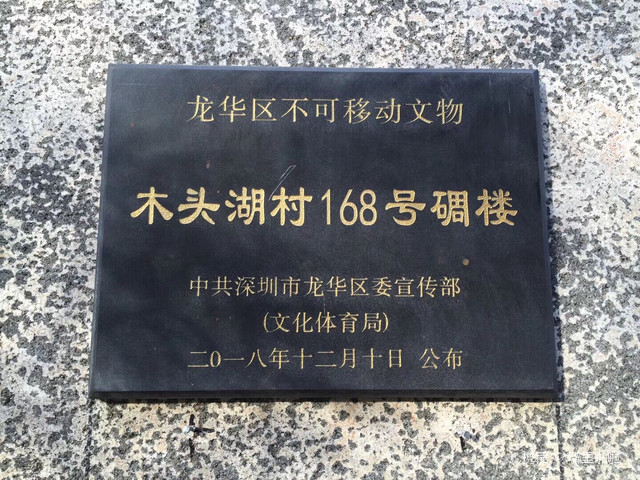 龙华区不可移动文物
木头湖村168号碉楼
中共深圳市龙华区委宣传部
(文化体育局)
二0一八年十二月十日 公布